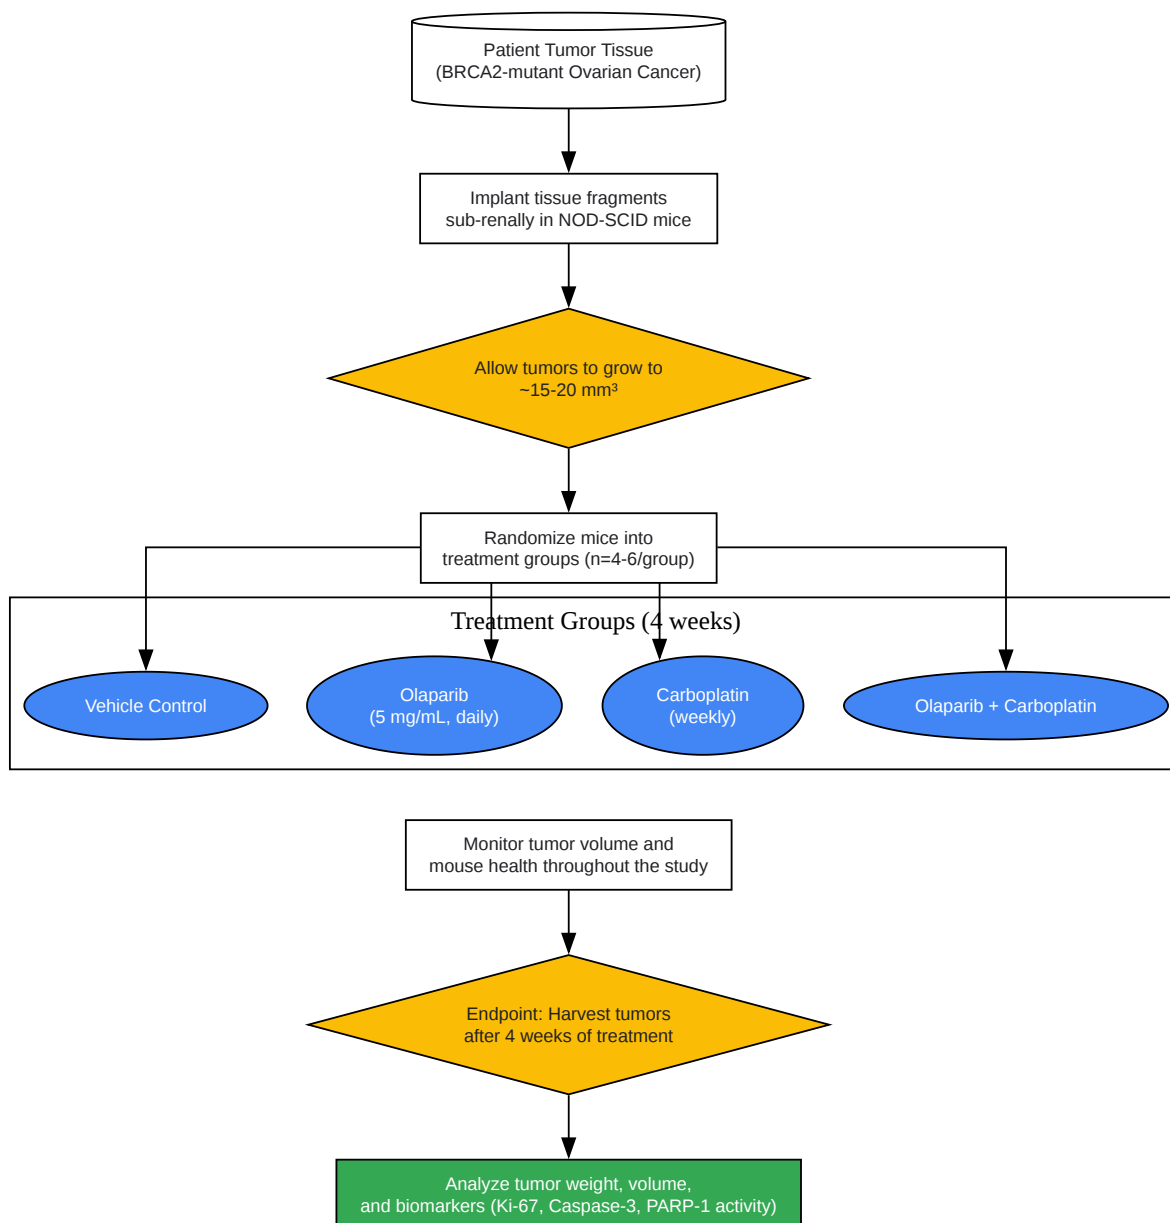 Patient Tumor Tissue
(BRCA2-mutant Ovarian Cancer)
Implant tissue fragments
sub-renally in NOD-SCID mice
Allow tumors to grow to
~15-20 mm³
Randomize mice into
treatment groups (n=4-6/group)
Treatment Groups (4 weeks)
Vehicle Control
Olaparib
(5 mg/mL, daily)
Carboplatin
(weekly)
Olaparib + Carboplatin
Monitor tumor volume and
mouse health throughout the study
Endpoint: Harvest tumors
after 4 weeks of treatment
Analyze tumor weight, volume,
and biomarkers (Ki-67, Caspase-3, PARP-1 activity)